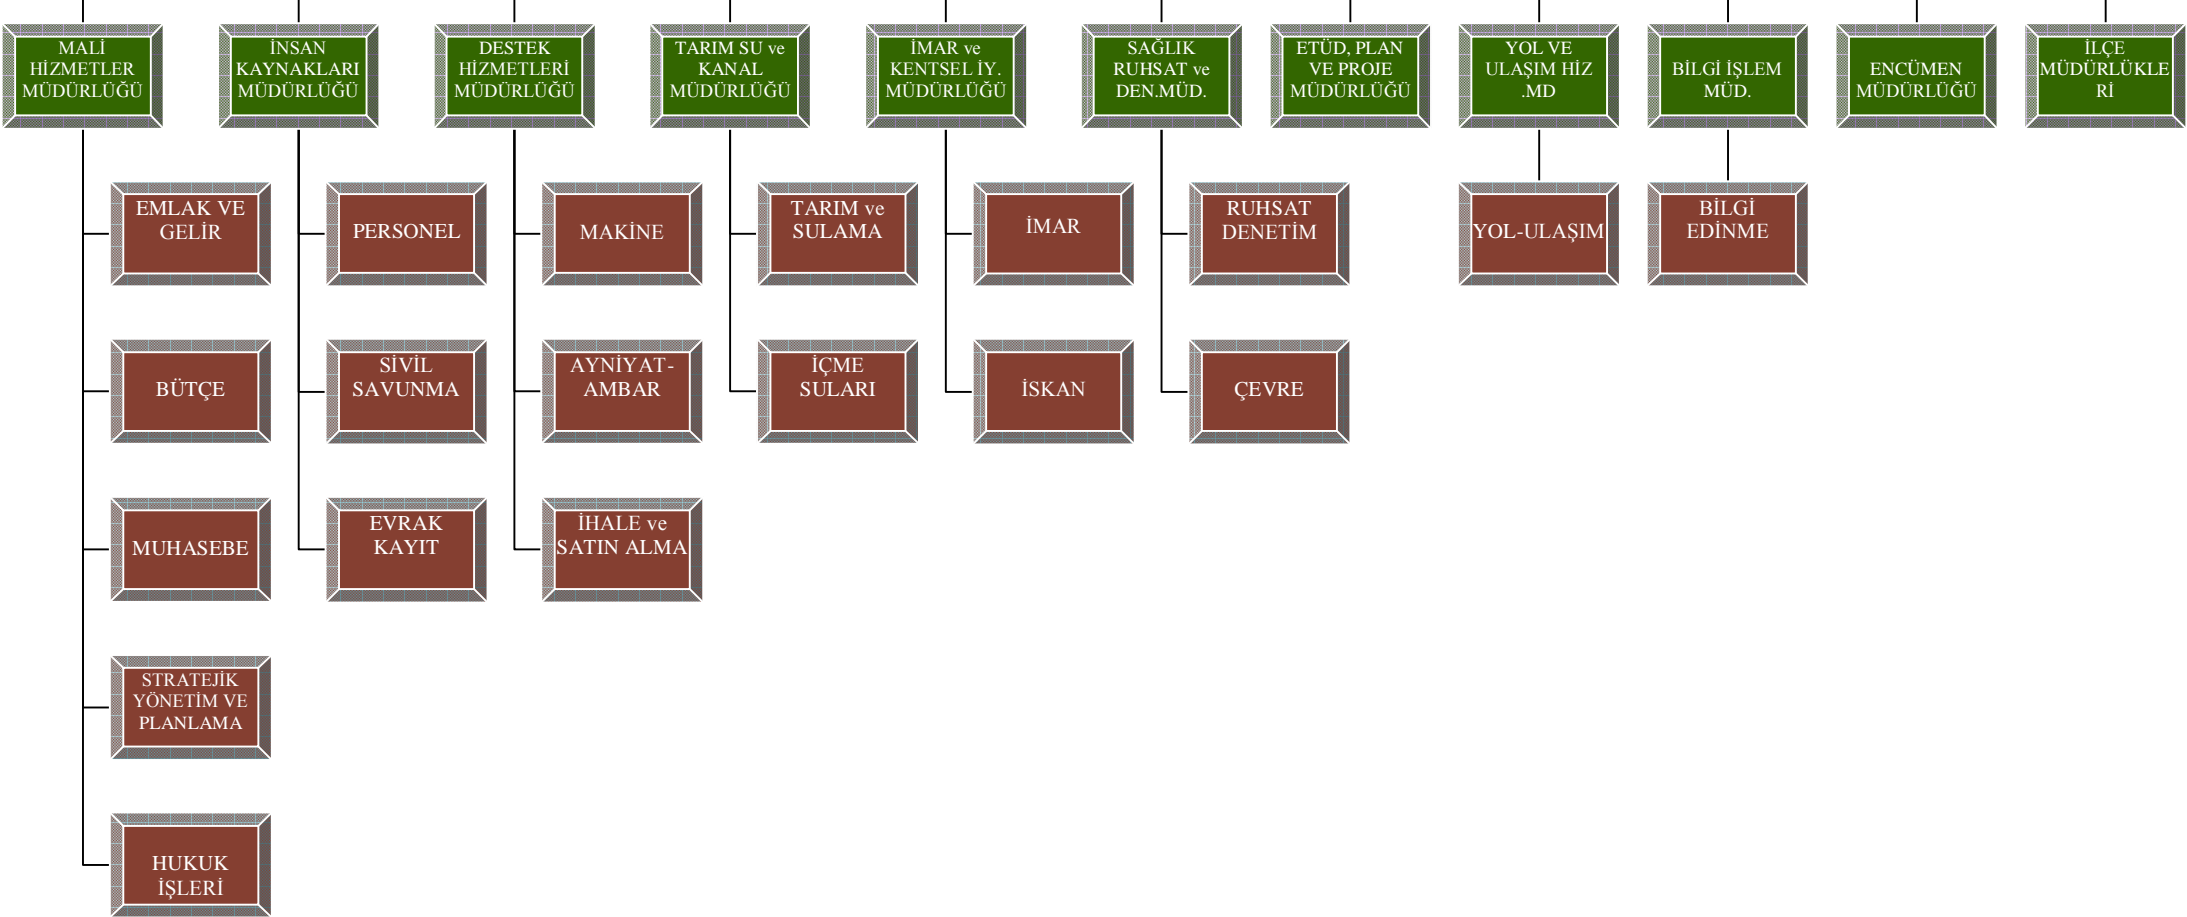 MALİ
HİZMETLER
MÜDÜRLÜĞÜ
İNSAN
KAYNAKLARI
MÜDÜRLÜĞÜ
DESTEK
HİZMETLERİ
MÜDÜRLÜĞÜ
TARIM SU ve
KANAL
MÜDÜRLÜĞÜ
İMAR ve
KENTSEL İY.
MÜDÜRLÜĞÜ
SAĞLIK
RUHSAT ve
DEN.MÜD.
ETÜD, PLAN
VE PROJE
MÜDÜRLÜĞÜ
YOL VE
ULAŞIM HİZ
.MD
BİLGİ İŞLEM
MÜD.
ENCÜMEN
MÜDÜRLÜĞÜ
İLÇE
MÜDÜRLÜKLE
Rİ
EMLAK VE
GELİR
PERSONEL
MAKİNE
TARIM ve
SULAMA
İMAR
RUHSAT
DENETİM
YOL-ULAŞIM
BİLGİ
EDİNME
BÜTÇE
SİVİL
SAVUNMA
AYNİYAT-
AMBAR
İÇME
SULARI
İSKAN
ÇEVRE
MUHASEBE
EVRAK
KAYIT
İHALE ve
SATIN ALMA
STRATEJİK
YÖNETİM VE
PLANLAMA
HUKUK
İŞLERİ